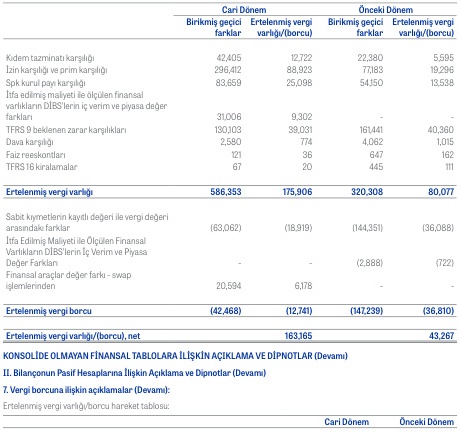 Cari Dönem Önceki Dönem
Birikmiş geçici Ertelenmiş vergi Birikmiş geçici Ertelenmiş vergi
farklar varlığı/(borcu) farklar varlığı/(borcu)
Kıdem tazminatı karşılığı 42,405 12,722 22,380 5,595
İzin karşılığı ve prim karşılığı 296,412 88,923 77,183 19,296
Spk kurul payı karşılığı 83,659 25,098 54,150 13,538
İtfa edilmiş maliyeti ile ölçülen finansal
varlıkların DİBS'lerin iç verim ve piyasa değer
farkları 31,006 9,302 - -
TFRS 9 beklenen zarar karşılıkları 130,103 39,031 161,441 40,360
Dava karşılığı 2,580 774 4,062 1,015
Faiz reeskontları 121 36 647 162
TFRS 16 kiralamalar 67 20 445 111
Ertelenmiş vergi varlığı 586,353 175,906 320,308 80,077
Sabit kıymetlerin kayıtlı değeri ile vergi değeri
arasındaki farklar (63,062) (18,919) (144,351) (36,088)
İtfa Edilmiş Maliyeti ile Ölçülen Finansal
Varlıkların DİBS'lerin İç Verim ve Piyasa
Değer Farkları - - (2,888) (722)
Finansal araçlar değer farkı - swap
işlemlerinden 20,594 6,178 - -
Ertelenmiş vergi borcu (42,468) (12,741) (147,239) (36,810)
Ertelenmiş vergi varlığı/(borcu), net 163,165 43,267
KONSOLİDE OLMAYAN FİNANSAL TABLOLARA İLİŞKİN AÇIKLAMA VE DİPNOTLAR (Devamı)
II. Bilançonun Pasif Hesaplarına İlişkin Açıklama ve Dipnotlar (Devamı)
7. Vergi borcuna ilişkin açıklamalar (Devamı):
Ertelenmiş vergi varlığı/borcu hareket tablosu:
Cari Dönem Önceki Dönem